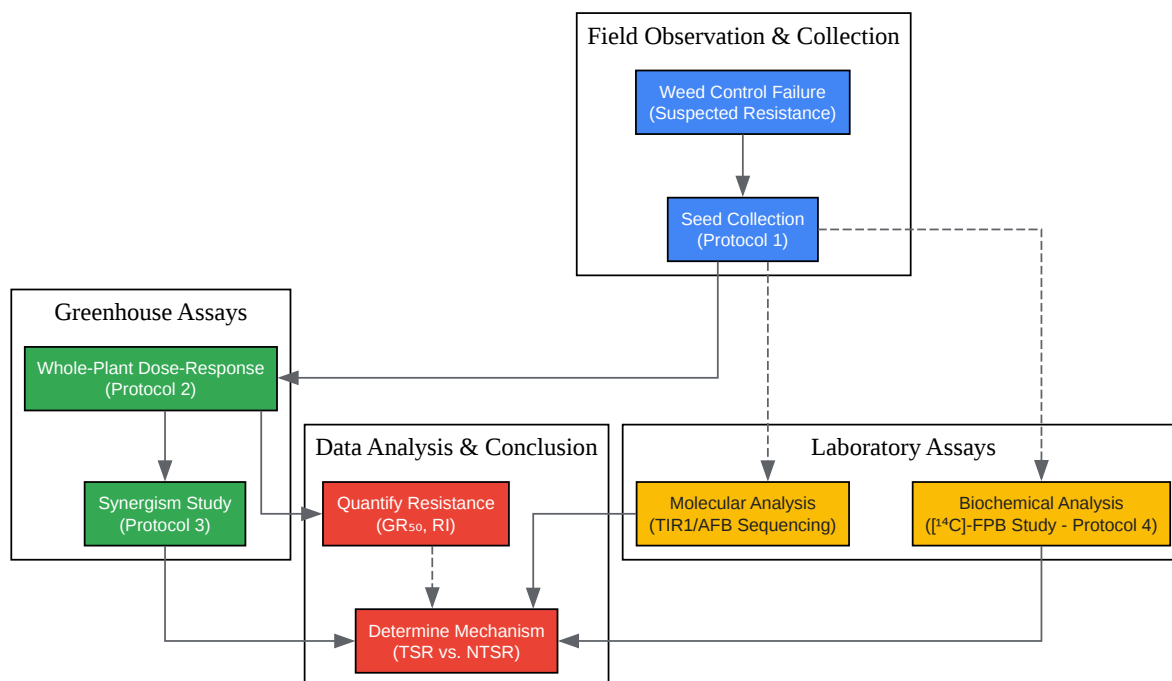 Field Observation & Collection
Weed Control Failure
(Suspected Resistance)
Seed Collection
(Protocol 1)
Greenhouse Assays
Whole-Plant Dose-Response
(Protocol 2)
Synergism Study
(Protocol 3)
Data Analysis & Conclusion
Quantify Resistance
(GR₅₀, RI)
Determine Mechanism
(TSR vs. NTSR)
Laboratory Assays
Molecular Analysis
(TIR1/AFB Sequencing)
Biochemical Analysis
([¹⁴C]-FPB Study - Protocol 4)